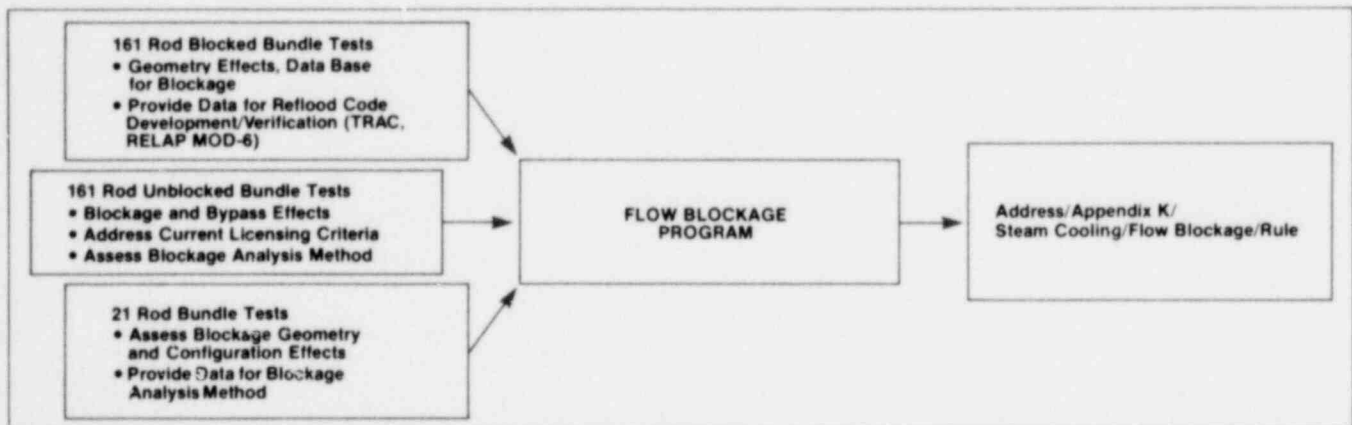 161 Rod Blocked Bundle Tests
• Geometry Effects, Data Base
for Blockage
• Provide Data for Reflood Code
Development/Verification (TRAC,
RELAP MOD-6)
161 Rod Unblocked Bundle Tests
• Blockage and Bypass Effects
• Address Current Licensing Criteria
• Assess Blockage Analysis Method
21 Rod Bundle Tests
• Assess Blockage Geometry
and Configuration Effects
• Provide Data for Blockage
Analysis Method
FLOW BLOCKAGE
PROGRAM
Address/Appendix K/
Steam Cooling/Flow Blockage/Rule